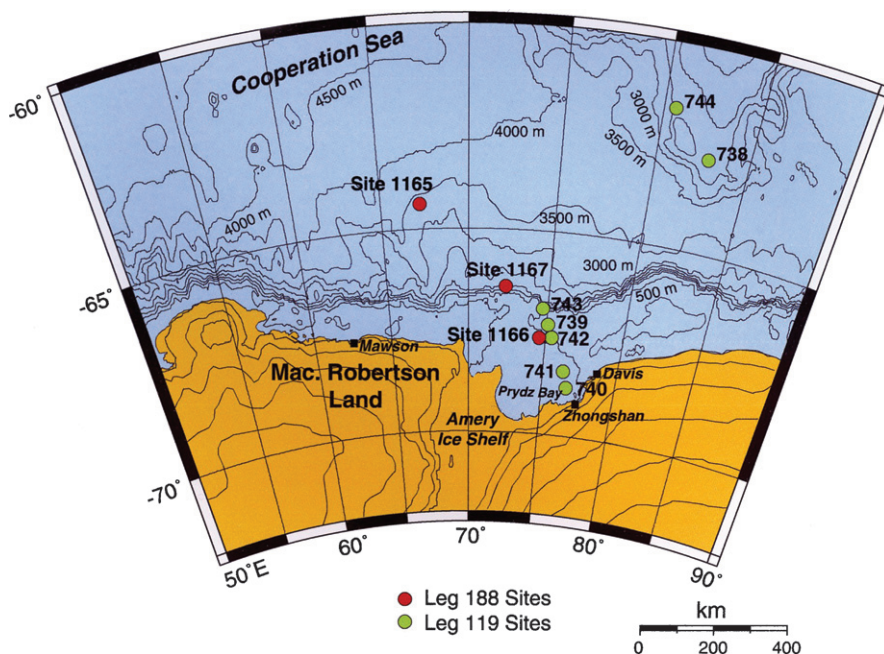 Cooperation Sea
-60
4500 m
4000 m
3000 m
3500 m
744
738
Site 1165
4000 m
3500 m
3000 m
500 m
-65
Site 1167
743
739
Site 1166
742
Mawson
Mac. Robertson
Land
741
Davis
Prydz Bay
740
Zhongshan
Amery
Ice Shelf
-70
50˚E
60˚
70˚
80˚
90˚
Leg 188 Sites
Leg 119 Sites
km
0 200 400